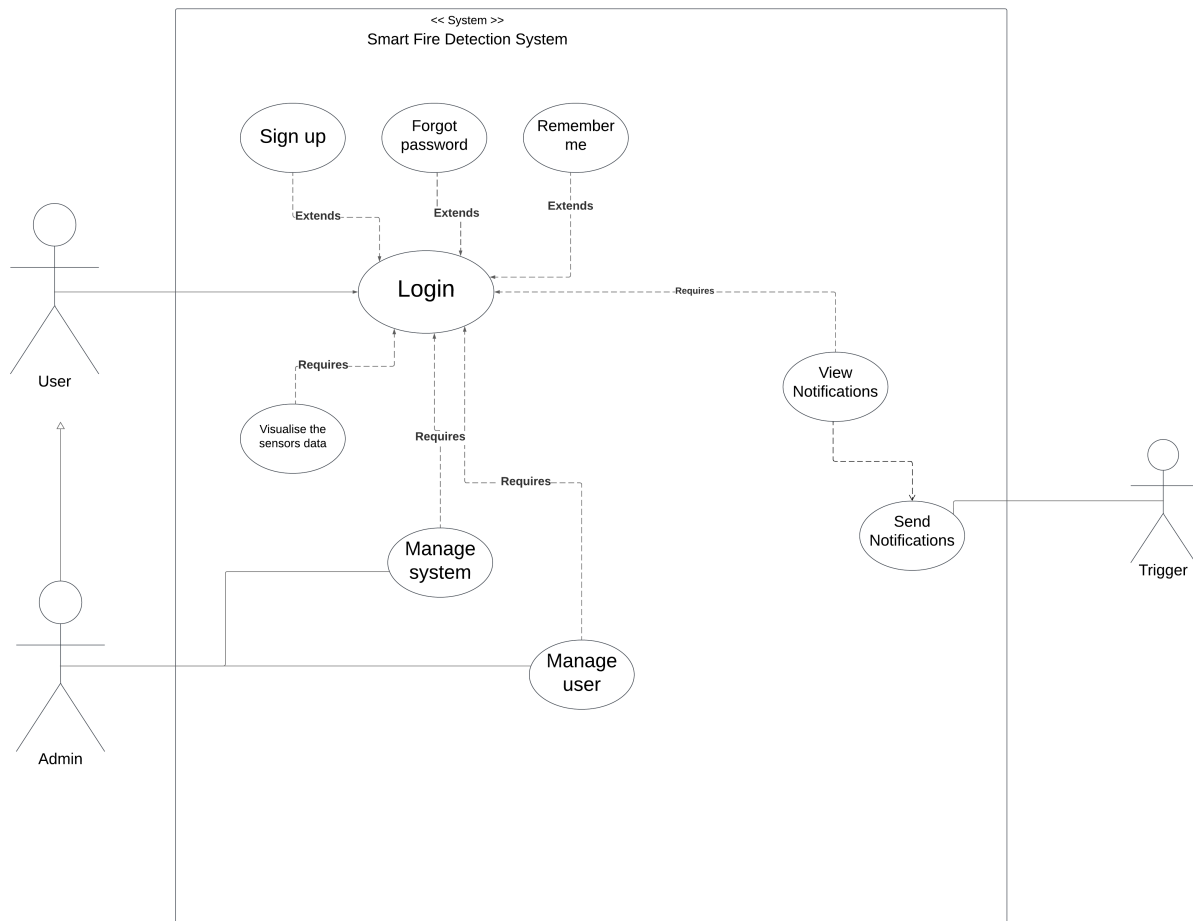 << System >>
Smart Fire Detection System
Sign up
Forgot
password
Remember
me
Extends
Extends
Extends
Login
Requires
User
Requires
View
Notifications
Visualise the
sensors data
Requires
Requires
Send
Notifications
Manage
system
Trigger
Manage
user
Admin